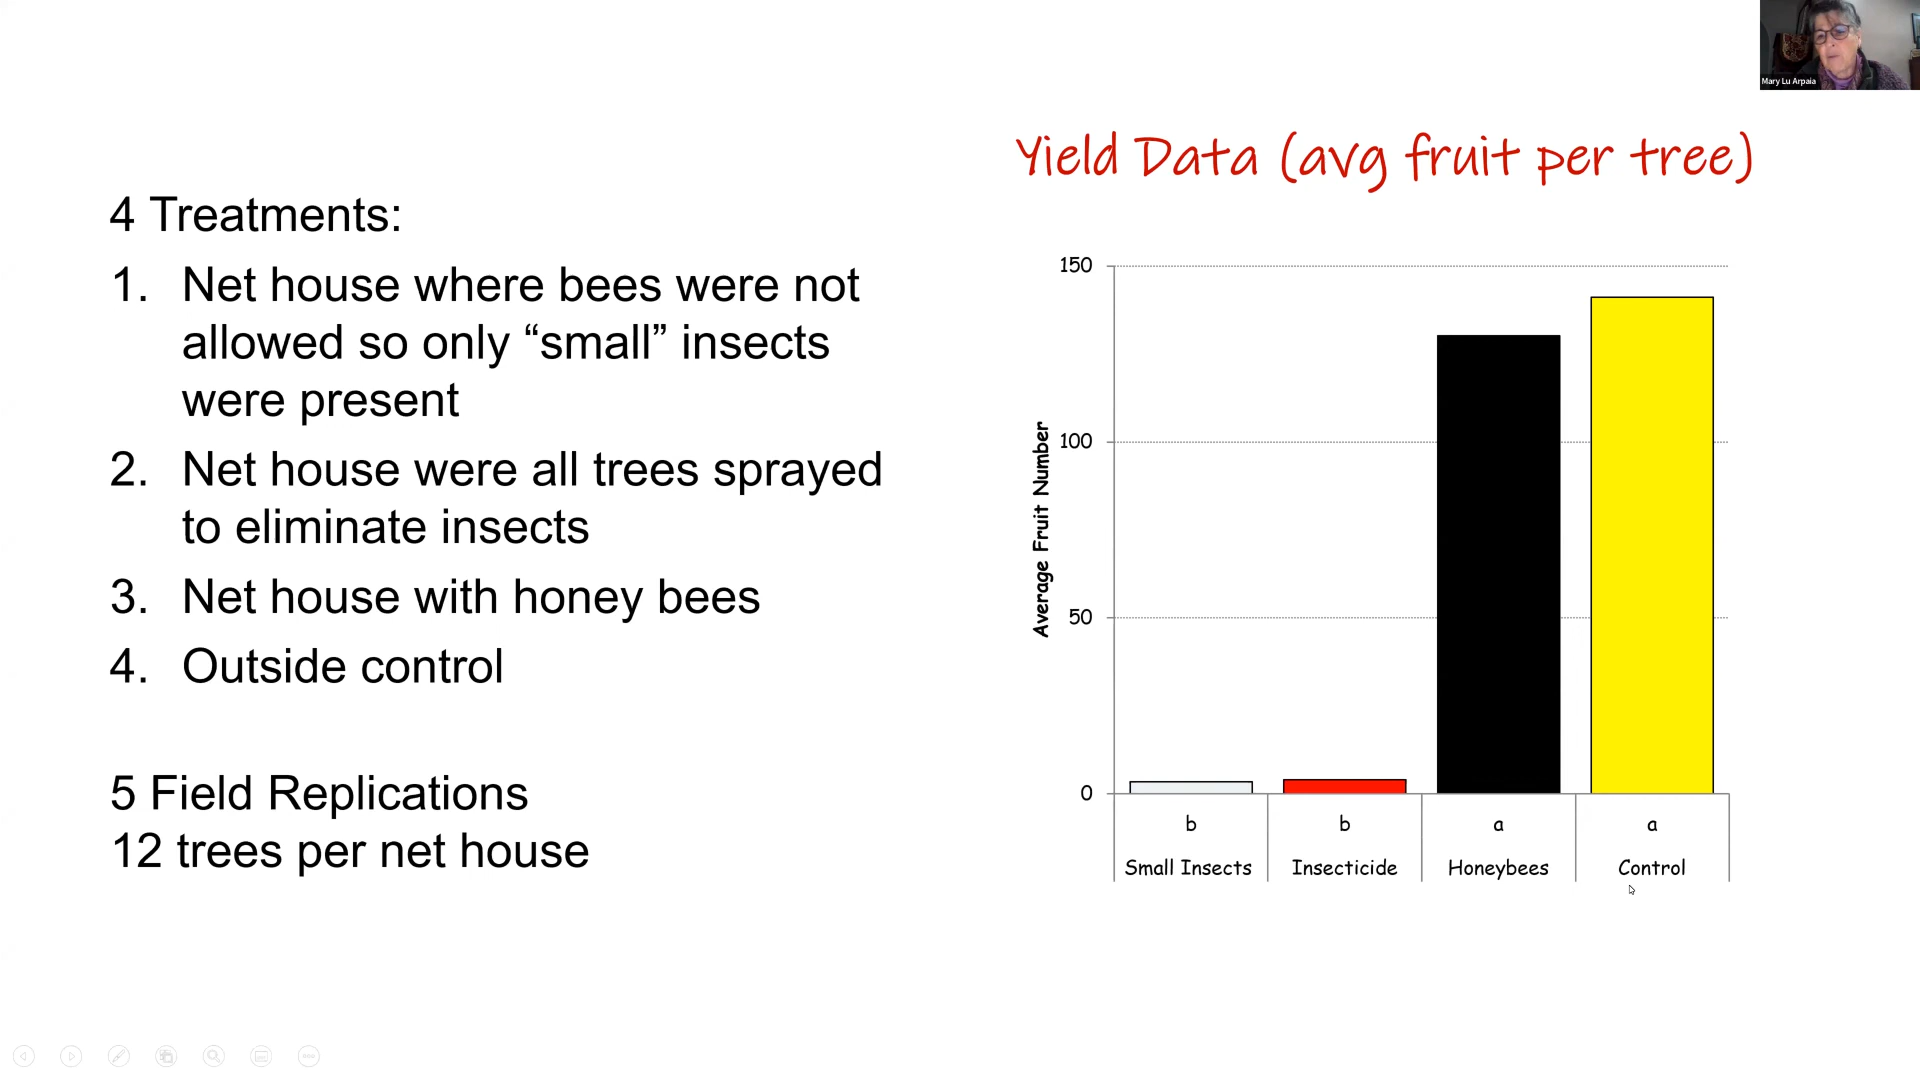 Mary Lu Arpaia
Yield Data (avg fruit per tree)
4 Treatments:
1. Net house where bees were not
allowed so only “small” insects
were present
2. Net house were all trees sprayed
to eliminate insects
3. Net house with honey bees
4. Outside control
5 Field Replications
12 trees per net house
Average Fruit Number
150
100
50
0
b b a a
Small Insects Insecticide Honeybees Control